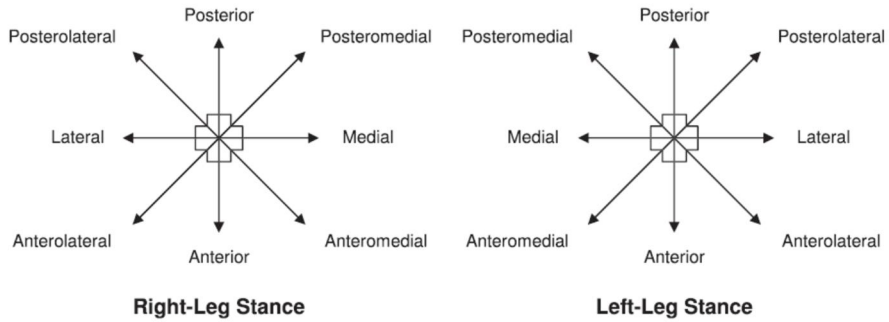 Posterior
Posterolateral
Posteromedial
Lateral
Medial
Anterolateral
Anteromedial
Anterior
Right-Leg Stance
Posterior
Posteromedial
Posterolateral
Medial
Lateral
Anteromedial
Anterolateral
Anterior
Left-Leg Stance